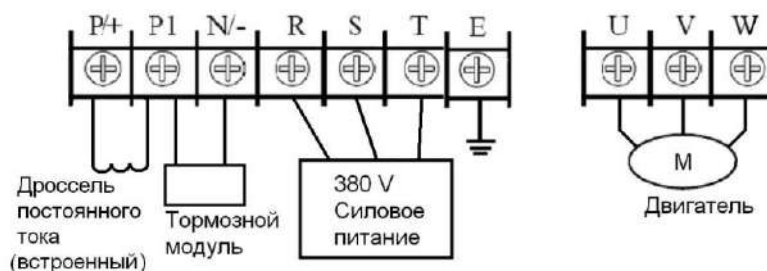 P/+ P1 N/- R S T E U V W
M
380 V
Силовое
питание
Дроссель
постоянного
тока
(встроенный)
Тормозной
модуль
Двигатель